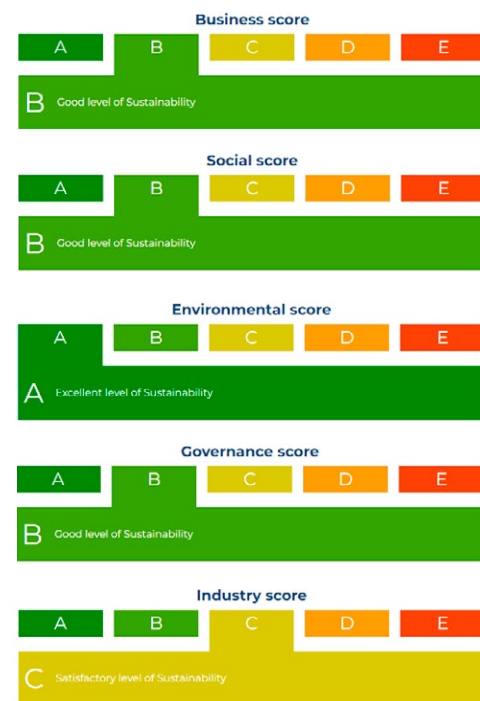 Business score
A B C D E
B Good level of Sustainability
Social score
A B C D E
B Good level of Sustainability
Environmental score
A B C D E
A Excellent level of Sustainability
Governance score
A B C D E
B Good level of Sustainability
Industry score
A B C D E
C Satisfactory level of Sustainability